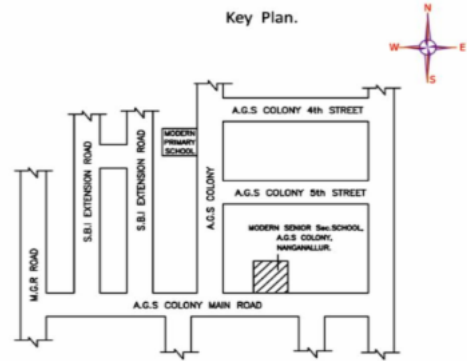 Key Plan.
N
W
E
S
A.G.S COLONY 4th STREET
MODERN
PRIMARY
SCHOOL
S.B.I EXTENSION ROAD
S.B.I EXTENSION ROAD
A.G.S COLONY
A.G.S COLONY 5th STREET
MODERN SENIOR Sec.SCHOOL,
A.G.S COLONY,
NANGANALLUR.
M.G.R ROAD
A.G.S COLONY MAIN ROAD